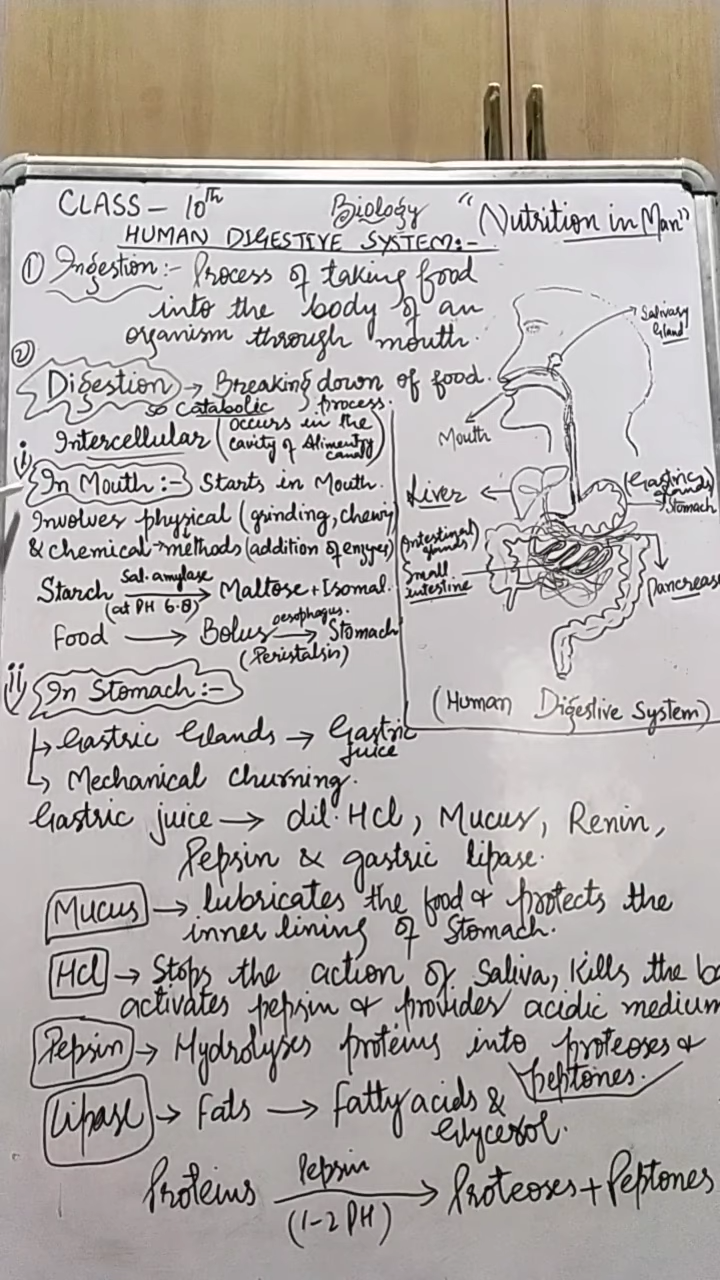 CLASS - 10th Biology "Nutrition in Man"
HUMAN DIGESTIVE SYSTEM:-
① Ingestion:- Process of taking food
into the body of an
organism through mouth.
②
Digestion → Breaking down of food.
so Catabolic process.
Intercellular (occurs in the
cavity of Alimentry
canal)
i) In Mouth:- Starts in Mouth.
Involves physical (grinding, chewi
& chemical → methods (addition of enzymes)
Starch Sal. amylase → Maltose + Isomal.
(at PH 6.8)
Food → Bolus oesophagus. → Stomach
(Peristalsis)
Salivary
Gland
Mouth
Liver
(Gastric
glands)
Stomach
(Intestinal
glands)
Small
intestine
Pancreas
(Human Digestive System)
ii) In Stomach:-
→ Gastric Glands → Gastric
juice
→ Mechanical churning.
Gastric juice → dil. Hcl, Mucus, Renin,
Pepsin & gastric lipase.
Mucus → lubricates the food & protects the
inner lining of Stomach.
Hcl → Stops the action of Saliva, kills the ba
activates pepsin & provides acidic medium
Pepsin → Hydrolyses proteins into proteoses &
peptones.
Lipase → Fats → Fatty acids &
Glycerol.
Proteins Pepsin → Proteoses + Peptones
(1-2 PH)